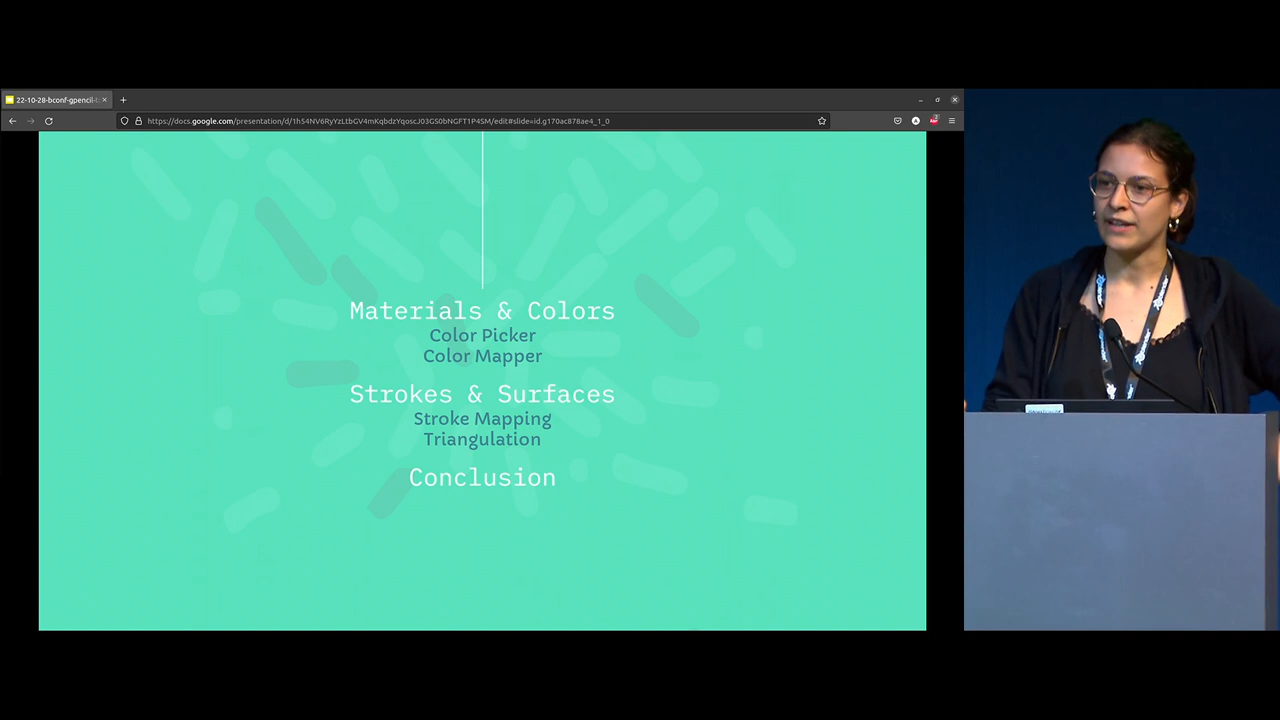 22-10-28-bconf-gpencil-t
https://docs.google.com/presentation/d/1h54NV6RyYzLtbGV4mKqbdzYqoscJ03GS0bNGFT1P4SM/edit#slide=id.g170ac878ae4_1_0
Materials & Colors
Color Picker
Color Mapper
Strokes & Surfaces
Stroke Mapping
Triangulation
Conclusion